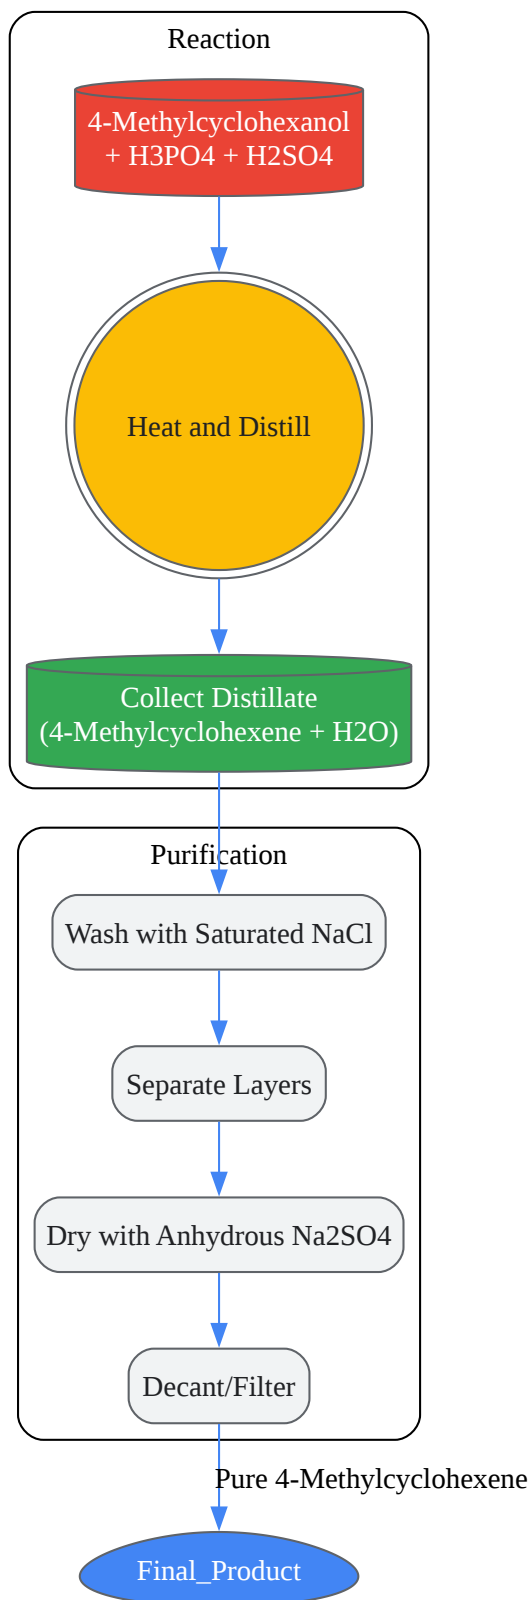 Reaction
4-Methylcyclohexanol
+ H3PO4 + H2SO4
Heat and Distill
Collect Distillate
(4-Methylcyclohexene + H2O)
Purification
Wash with Saturated NaCl
Separate Layers
Dry with Anhydrous Na2SO4
Decant/Filter
Pure 4-Methylcyclohexene
Final_Product